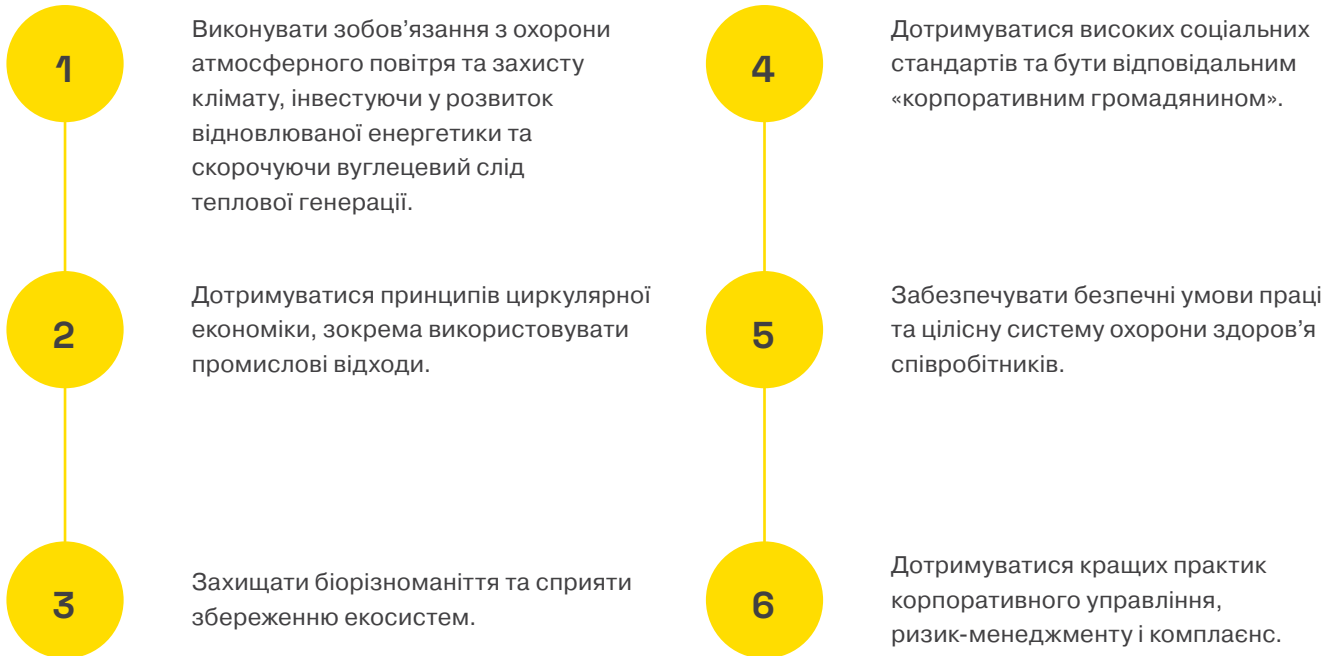 1
Виконувати зобов’язання з охорони
атмосферного повітря та захисту
клімату, інвестуючи у розвиток
відновлюваної енергетики та
скорочуючи вуглецевий слід
теплової генерації.
2
Дотримуватися принципів циркулярної
економіки, зокрема використовувати
промислові відходи.
3
Захищати біорізноманіття та сприяти
збереженню екосистем.
4
Дотримуватися високих соціальних
стандартів та бути відповідальним
«корпоративним громадянином».
5
Забезпечувати безпечні умови праці
та цілісну систему охорони здоров’я
співробітників.
6
Дотримуватися кращих практик
корпоративного управління,
ризик-менеджменту і комплаєнс.